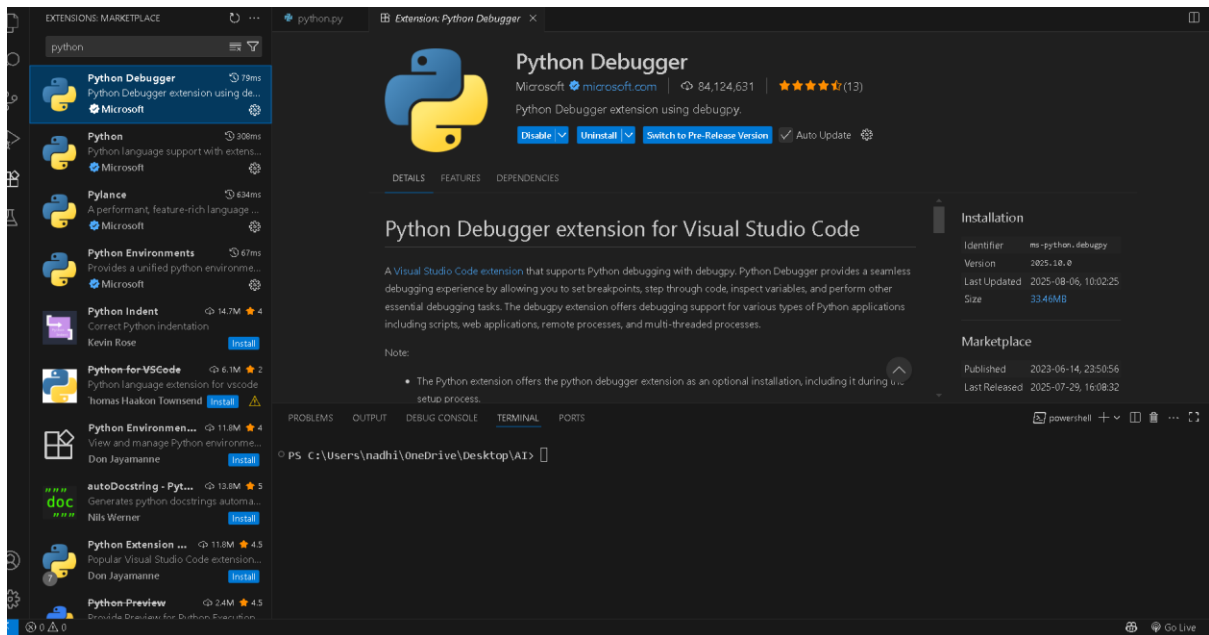 EXTENSIONS: MARKETPLACE
python
Python Debugger 79ms
Python Debugger extension using de...
Microsoft
Python 308ms
Python language support with extens...
Microsoft
Pylance 634ms
A performant, feature-rich language ...
Microsoft
Python Environments 67ms
Provides a unified python environme...
Microsoft
Python Indent 14.7M 4
Correct Python indentation
Kevin Rose Install
Python for VSCode 6.1M 2
Python language extension for vscode
Thomas Haakon Townsend Install
Python Environmen... 11.8M 4
View and manage Python environme...
Don Jayamanne Install
autoDocstring - Pyt... 13.8M 5
Generates python docstrings automa...
Nils Werner Install
""" doc """
Python Extension ... 11.8M 4.5
Popular Visual Studio Code extension...
Don Jayamanne Install
7
Python Preview 2.4M 4.5
Provide Preview for Python Execution
python.py
Extension: Python Debugger
Python Debugger
Microsoft microsoft.com 84,124,631 (13)
Python Debugger extension using debugpy.
Disable Uninstall Switch to Pre-Release Version Auto Update
DETAILS FEATURES DEPENDENCIES
Python Debugger extension for Visual Studio Code
A Visual Studio Code extension that supports Python debugging with debugpy. Python Debugger provides a seamless
debugging experience by allowing you to set breakpoints, step through code, inspect variables, and perform other
essential debugging tasks. The debugpy extension offers debugging support for various types of Python applications
including scripts, web applications, remote processes, and multi-threaded processes.
Note:
• The Python extension offers the python debugger extension as an optional installation, including it during
setup process.
Installation
Identifier ms-python.debugpy
Version 2025.10.0
Last Updated 2025-08-06, 10:02:25
Size 33.46MB
Marketplace
Published 2023-06-14, 23:50:56
Last Released 2025-07-29, 16:08:32
PROBLEMS OUTPUT DEBUG CONSOLE TERMINAL PORTS
powershell
PS C:\Users\nadhi\OneDrive\Desktop\AI>
0 0
Go Live